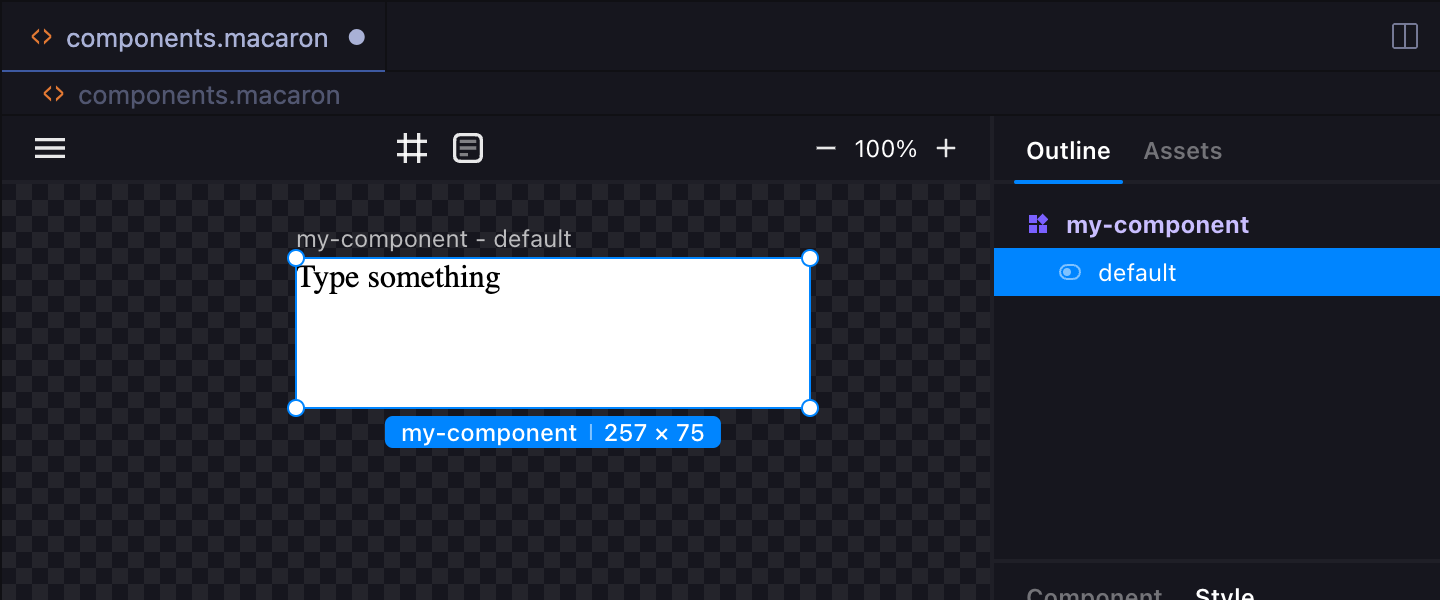 components.macaron
components.macaron
100%
Outline Assets
my-component - default
my-component
Type something
default
my-component 257 × 75
Component Style